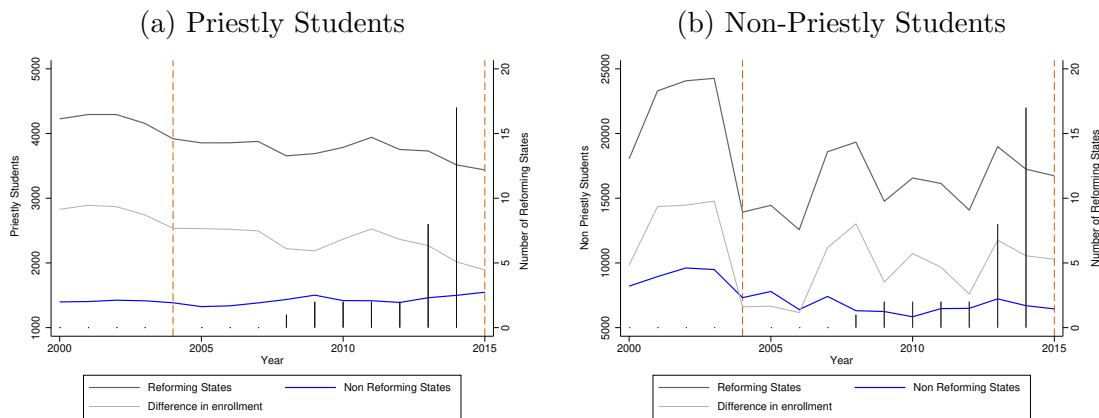 (a) Priestly Students
5000
4000
3000
2000
1000
Priestly Students
20
15
10
5
0
Number of Reforming States
2000
2005
2010
2015
Year
Reforming States
Non Reforming States
Difference in enrollment
(b) Non-Priestly Students
25000
20000
15000
10000
5000
Non Priestly Students
20
15
10
5
0
Number of Reforming States
2000
2005
2010
2015
Year
Reforming States
Non Reforming States
Difference in enrollment